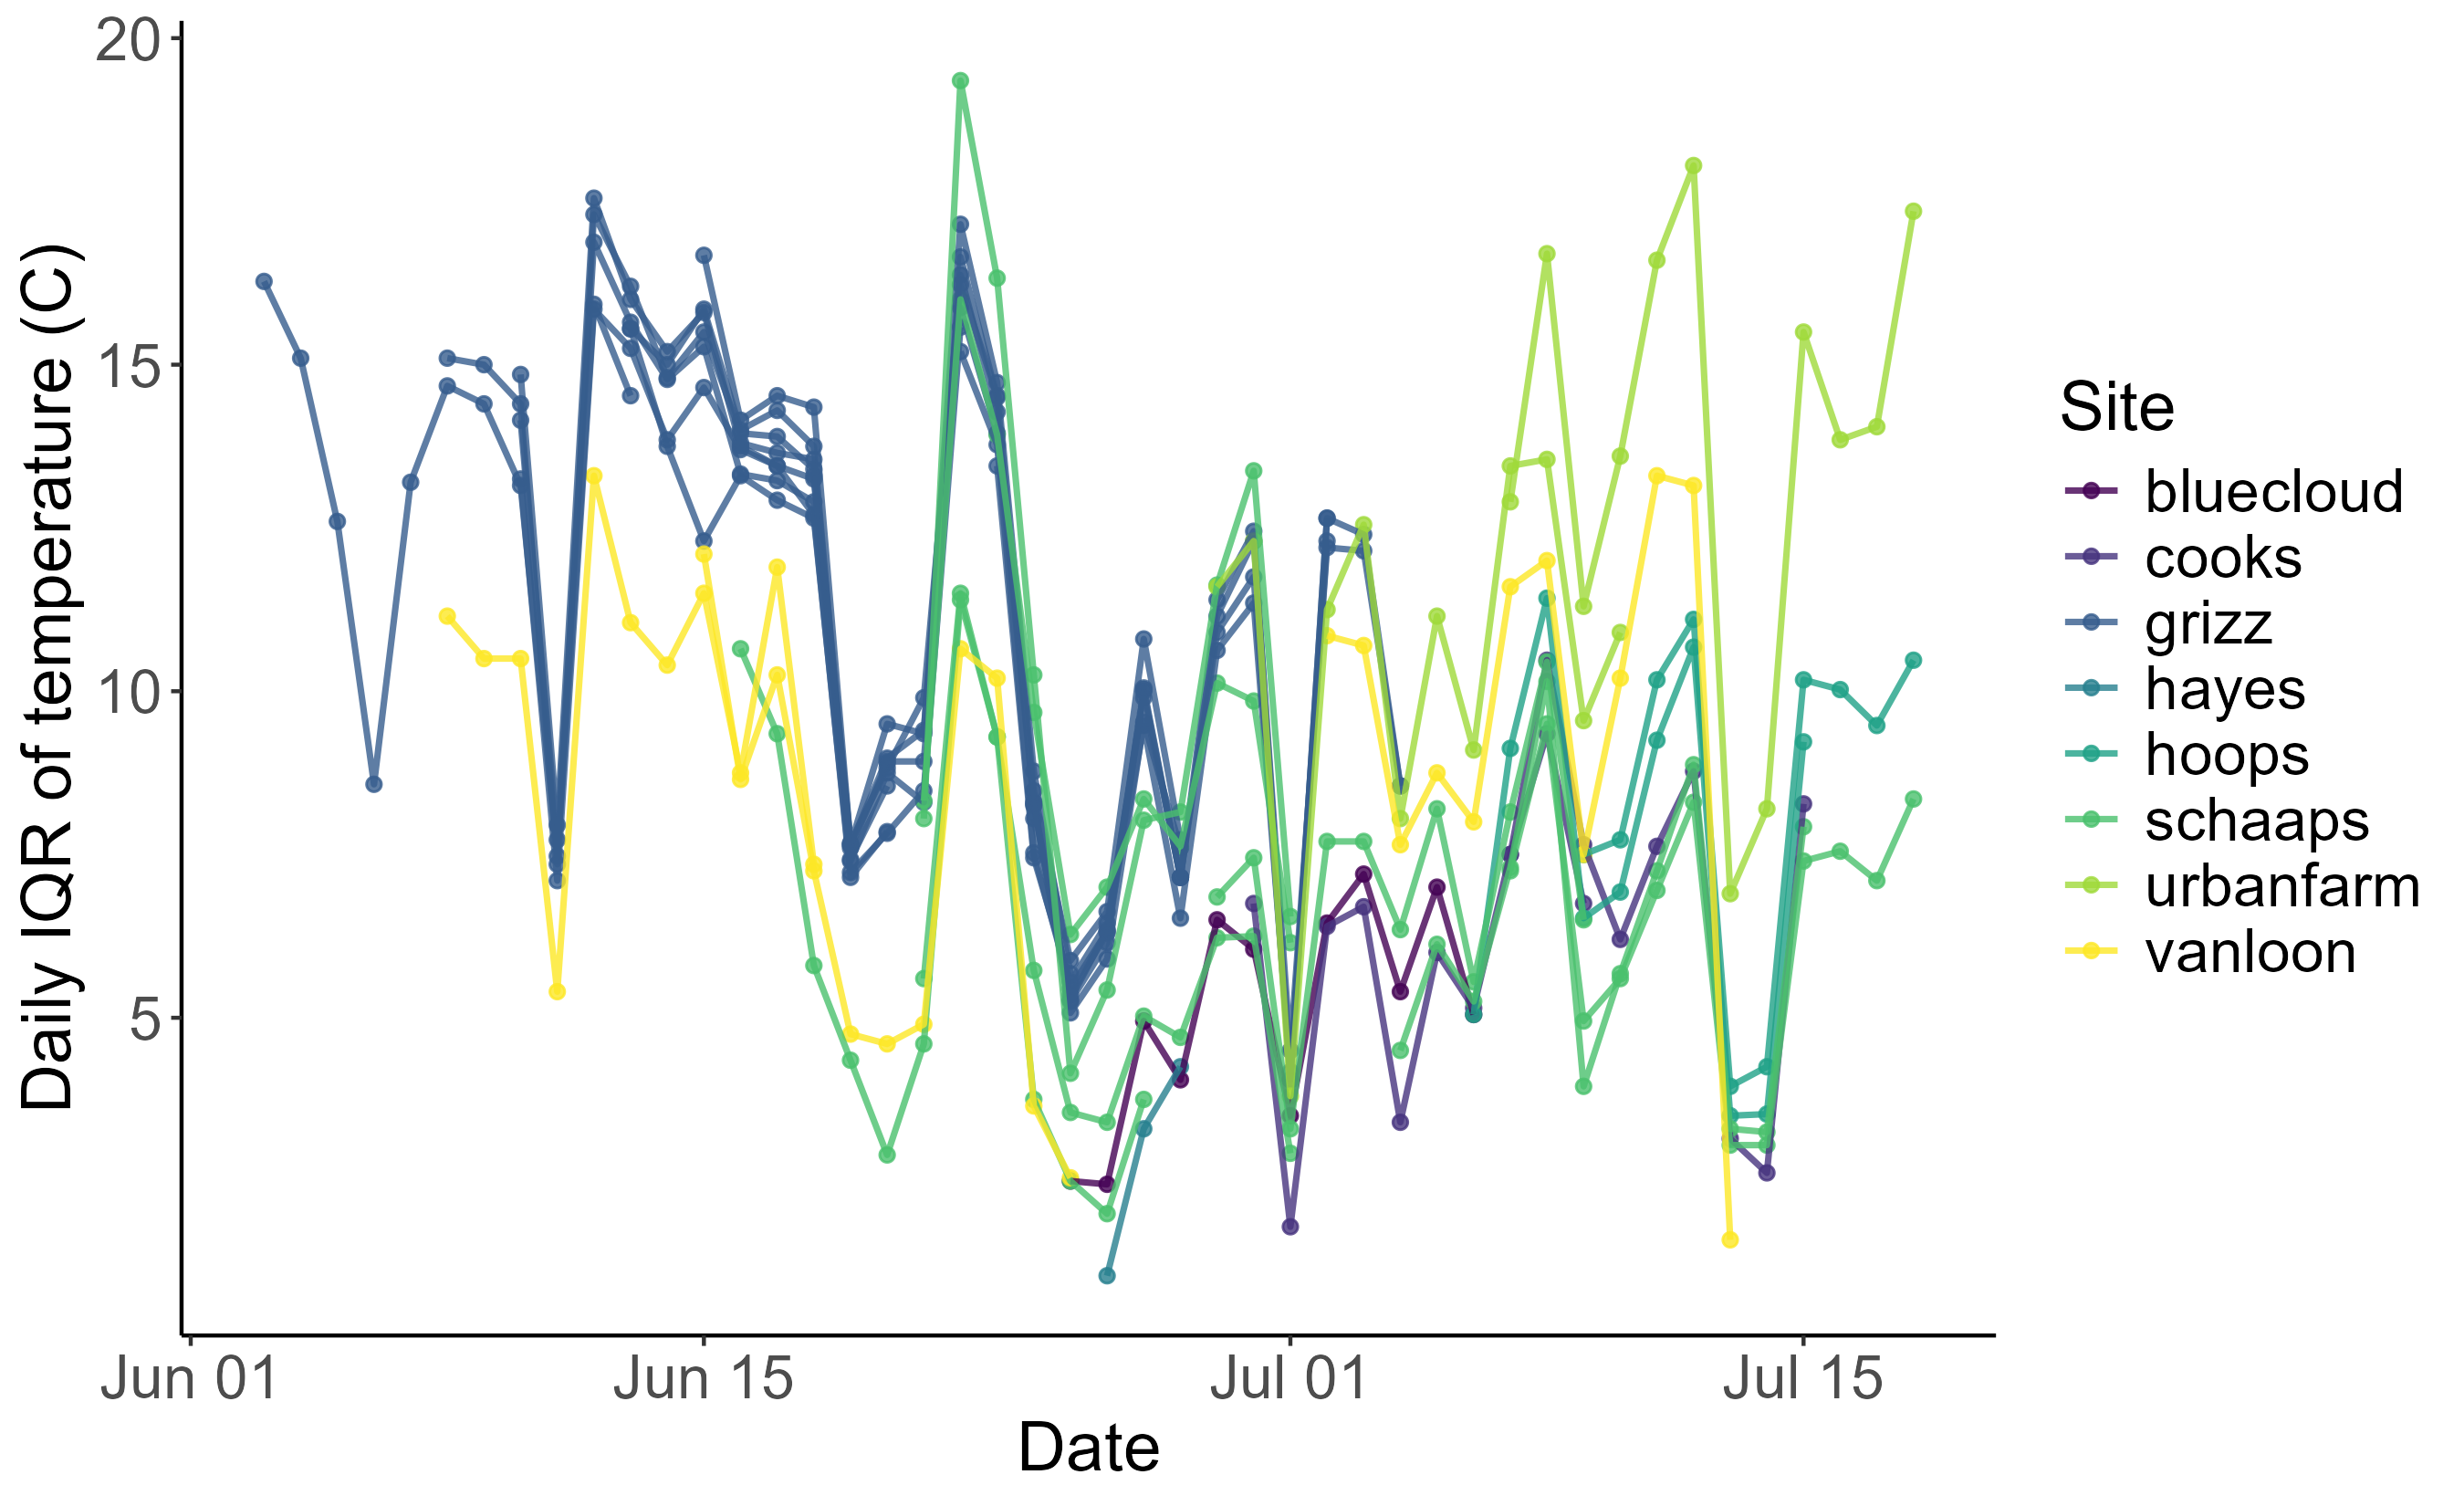 Daily IQR of temperature (C)
20
15
10
5
Jun 01
Jun 15
Jul 01
Jul 15
Date
Site
bluecloud
cooks
grizz
hayes
hoops
schaaps
urbanfarm
vanloon